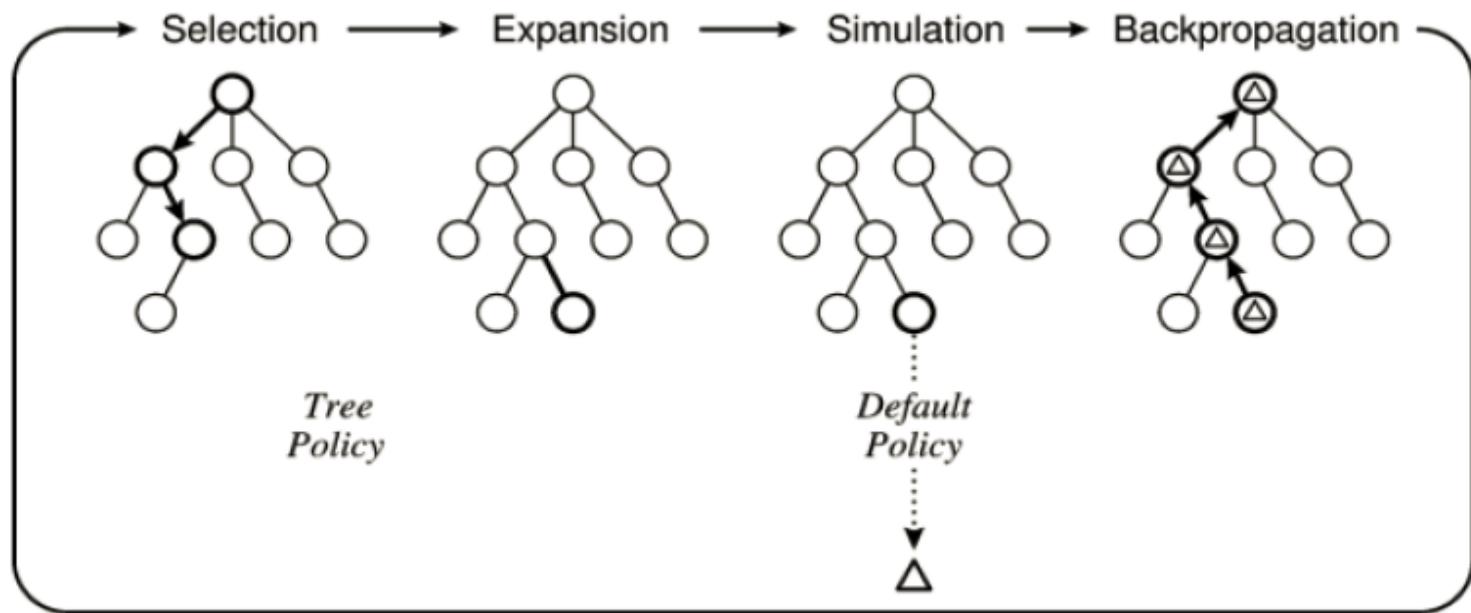 Selection
Expansion
Simulation
Backpropagation
Tree
Policy
Default
Policy